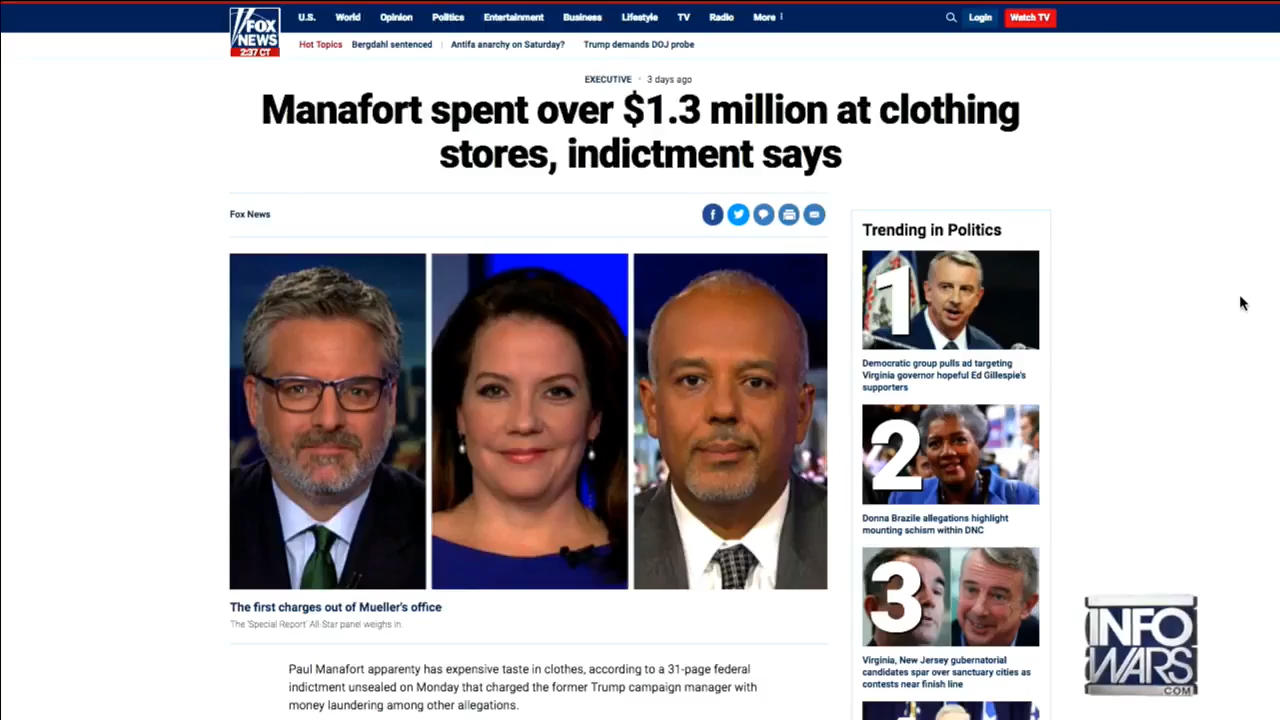 FOX
NEWS
2:37 CT
U.S. World Opinion Politics Entertainment Business Lifestyle TV Radio More
Login
Watch TV
Hot Topics Bergdahl sentenced Antifa anarchy on Saturday? Trump demands DOJ probe
EXECUTIVE · 3 days ago
Manafort spent over $1.3 million at clothing
stores, indictment says
Fox News
The first charges out of Mueller's office
The 'Special Report' All-Star panel weighs in.
Paul Manafort apparenty has expensive taste in clothes, according to a 31-page federal
indictment unsealed on Monday that charged the former Trump campaign manager with
money laundering among other allegations.
Trending in Politics
1
Democratic group pulls ad targeting
Virginia governor hopeful Ed Gillespie's
supporters
2
Donna Brazile allegations highlight
mounting schism within DNC
3
Virginia, New Jersey gubernatorial
candidates spar over sanctuary cities as
contests near finish line
INFO
WARS
.COM